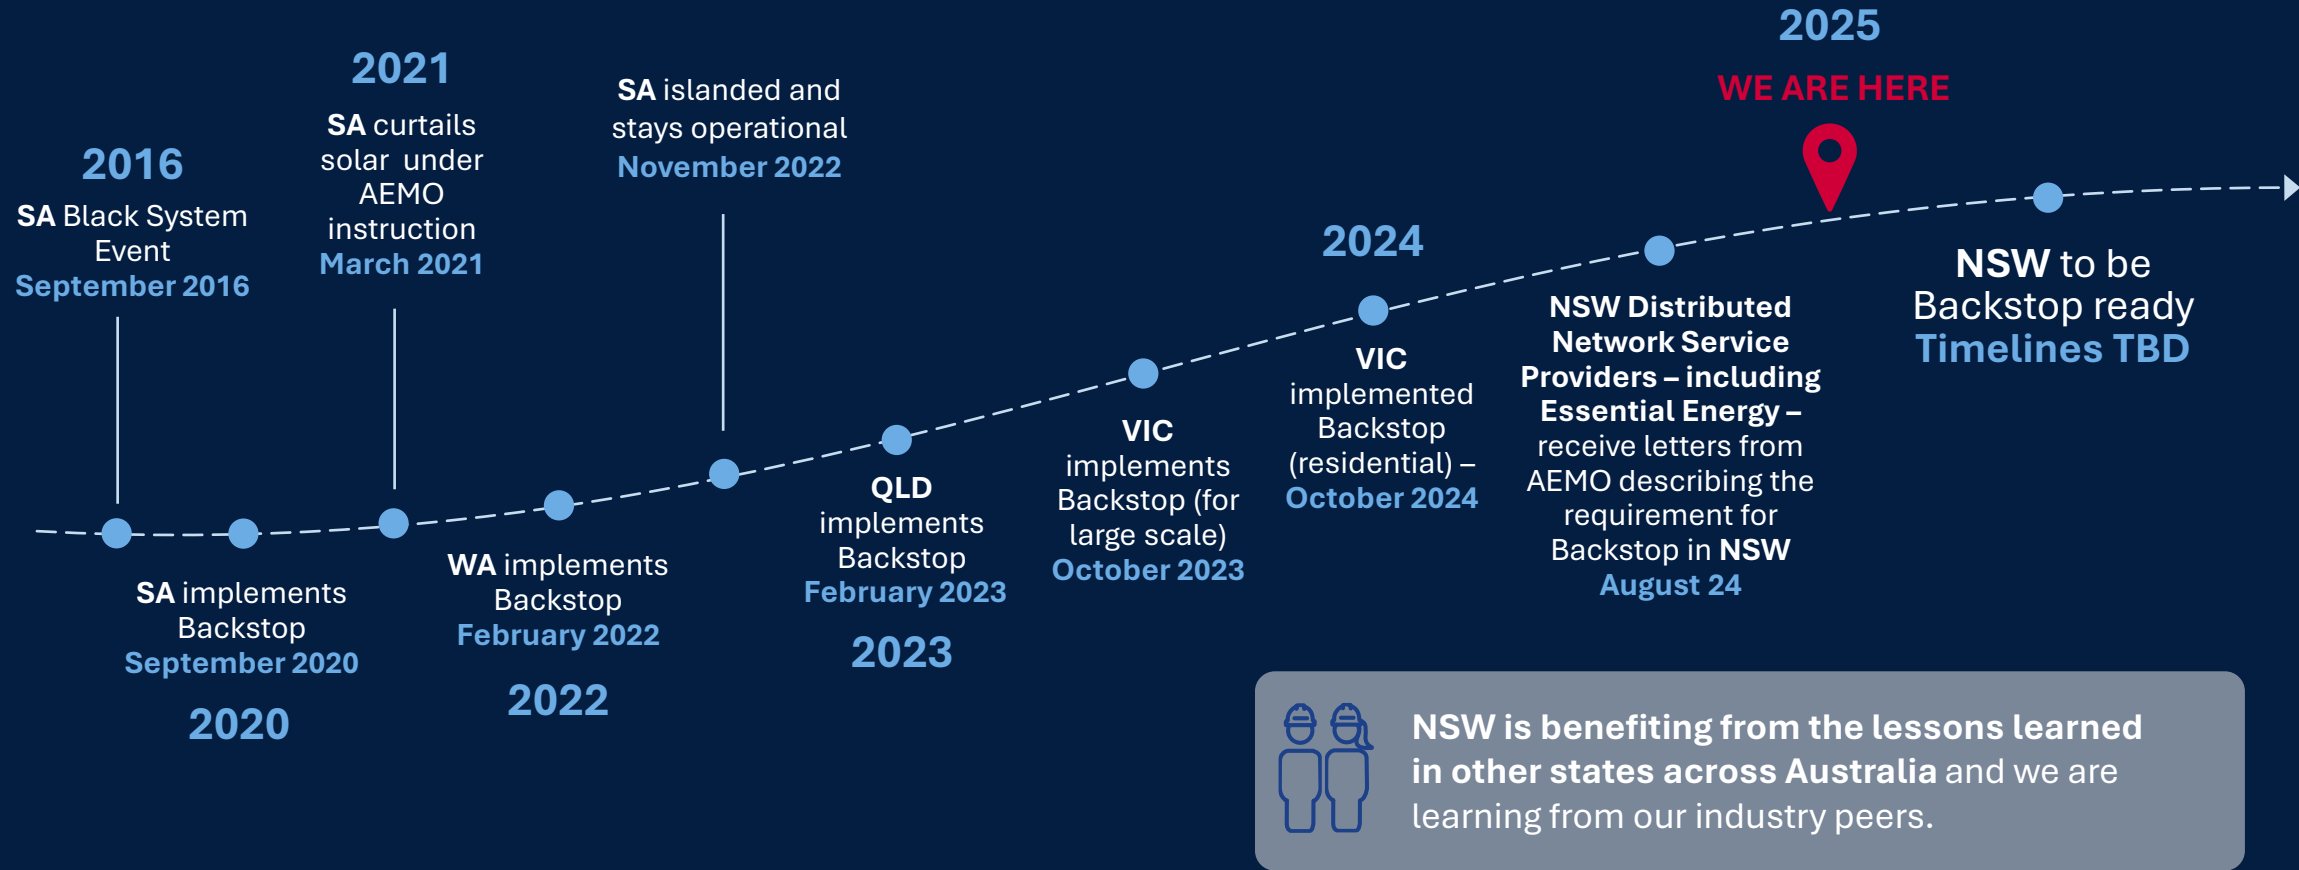 2016
SA Black System
Event
September 2016
SA implements
Backstop
September 2020
2020
2021
SA curtails
solar under
AEMO
instruction
March 2021
WA implements
Backstop
February 2022
2022
SA islanded and
stays operational
November 2022
QLD
implements
Backstop
February 2023
2023
VIC
implements
Backstop (for
large scale)
October 2023
2024
VIC
implemented
Backstop
(residential) –
October 2024
NSW Distributed
Network Service
Providers – including
Essential Energy –
receive letters from
AEMO describing the
requirement for
Backstop in NSW
August 24
2025
WE ARE HERE
NSW to be
Backstop ready
Timelines TBD
NSW is benefiting from the lessons learned
in other states across Australia and we are
learning from our industry peers.